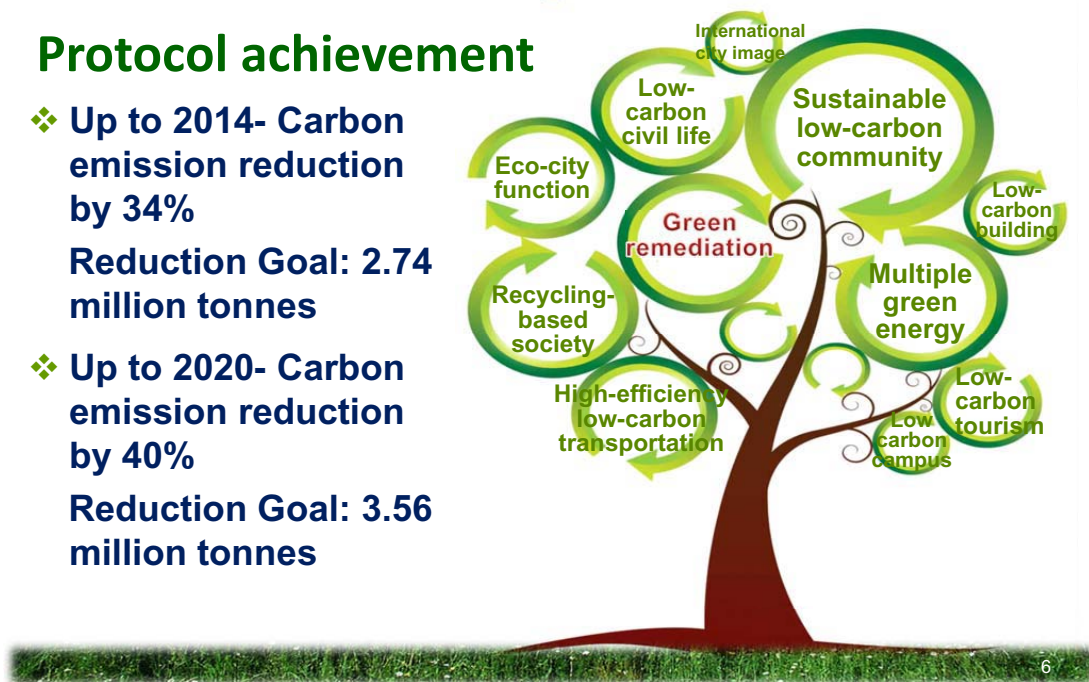 Protocol achievement
❖ Up to 2014- Carbon
emission reduction
by 34%
Reduction Goal: 2.74
million tonnes
❖ Up to 2020- Carbon
emission reduction
by 40%
Reduction Goal: 3.56
million tonnes
International
city image
Low-
carbon
civil life
Sustainable
low-carbon
community
Eco-city
function
Green
remediation
Low-
carbon
building
Recycling-
based
society
Multiple
green
energy
High-efficiency
low-carbon
transportation
Low-
carbon
tourism
Low
carbon
campus
6